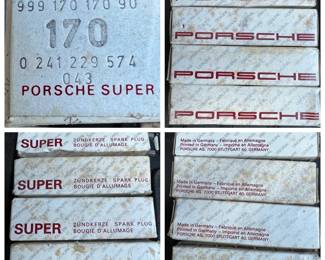 999 170 170 90
170
0 241 229 574
043
PORSCHE SUPER
PORSCHE
PORSCHE
PORSCHE
SUPER ZÜNDKERZE SPARK PLUG
BOUGIE D'ALLUMAGE
SUPER ZÜNDKERZE SPARK PLUG
BOUGIE D'ALLUMAGE
SUPER ZÜNDKERZE SPARK PLUG
BOUGIE D'ALLUMAGE
Made in Germany - Fabriqué en Allemagne
Printed in Germany - Imprimé en Allemagne
PORSCHE AG, 7000 STUTTGART 40, GERMANY
Made in Germany - Fabriqué en Allemagne
Printed in Germany - Imprimé en Allemagne
PORSCHE AG, 7000 STUTTGART 40, GERMANY